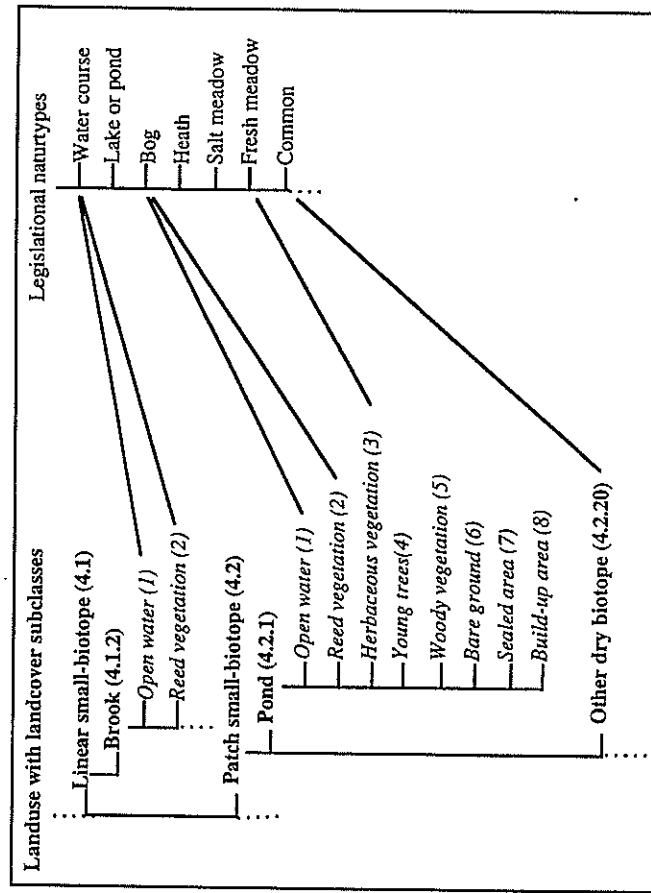 Landuse with landcover subclasses
Linear small-biotope (4.1)
Brook (4.1.2)
Open water (1)
Reed vegetation (2)
Patch small-biotope (4.2)
Pond (4.2.1)
Open water (1)
Reed vegetation (2)
Herbaceous vegetation (3)
Young trees(4)
Woody vegetation (5)
Bare ground (6)
Sealed area (7)
Build-up area (8)
Other dry biotope (4.2.20)
Legislational naturtypes
Water course
Lake or pond
Bog
Heath
Salt meadow
Fresh meadow
Common